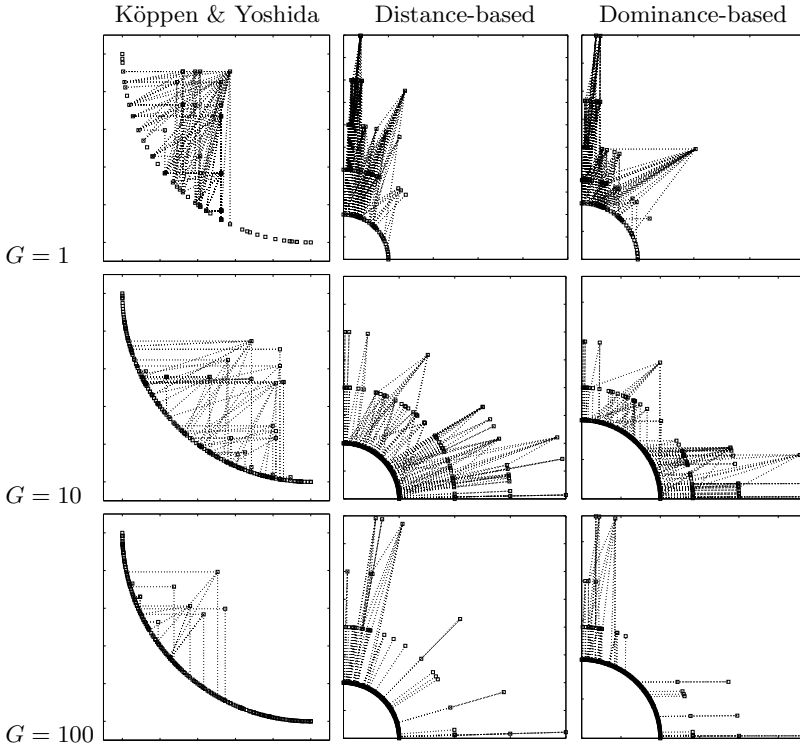 Köppen & Yoshida Distance-based Dominance-based
G = 1
G = 10
G = 100